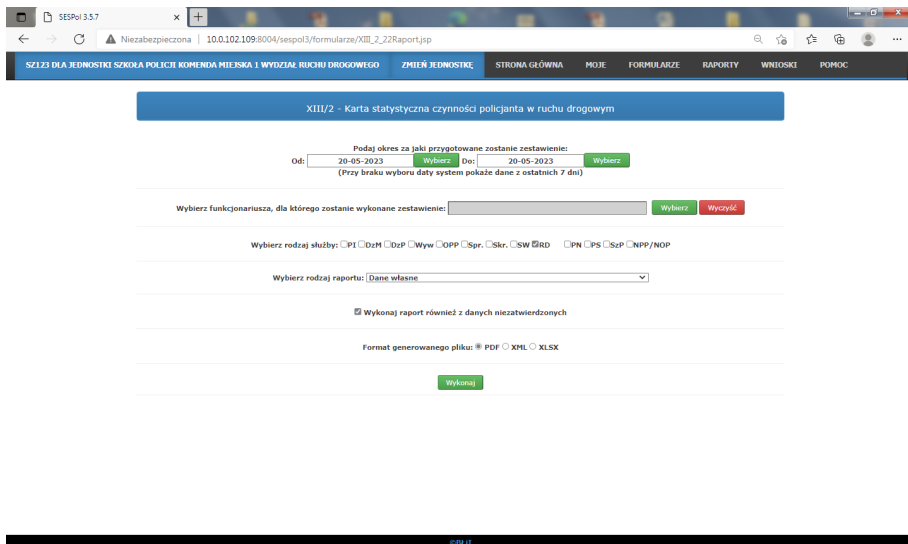 SESPol 3.5.7
Niezabezpieczona | 10.0.102.109:8004/sespol3/formularze/XIII_2_22Raport.jsp
SZ123 DLA JEDNOSTKI SZKOŁA POLICJI KOMENDA MIEJSKA 1 WYDZIAŁ RUCHU DROGOWEGO ZMIEŃ JEDNOSTKĘ STRONA GŁÓWNA MOJE FORMULARZE RAPORTY WNIOSKI POMOC
XIII/2 - Karta statystyczna czynności policjanta w ruchu drogowym
Podaj okres za jaki przygotowane zostanie zestawienie:
Od: 20-05-2023 Wybierz Do: 20-05-2023 Wybierz
(Przy braku wyboru daty system pokaże dane z ostatnich 7 dni)
Wybierz funkcjonariusza, dla którego zostanie wykonane zestawienie: Wybierz Wyczyść
Wybierz rodzaj służby: PI DzM DzP Wyw OPP Spr. Skr. SW RD PN PS SzP NPP/NOP
Wybierz rodzaj raportu: Dane własne
Wykonaj raport również z danych niezatwierdzonych
Format generowanego pliku: PDF XML XLSX
Wykonaj